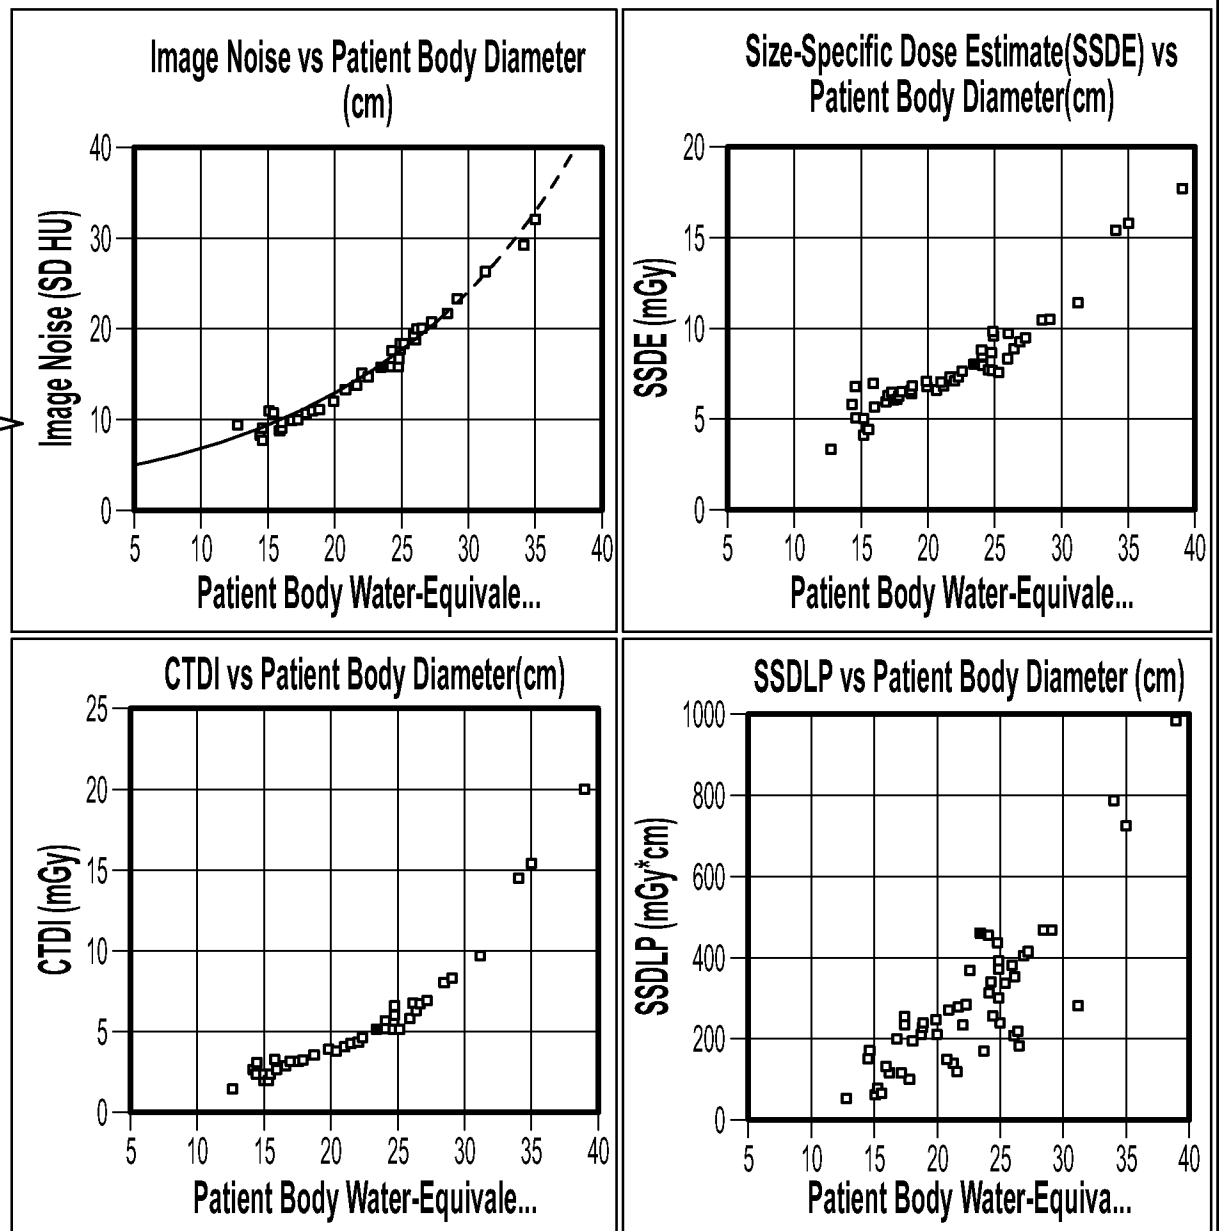 Image Noise vs Patient Body Diameter
(cm)
Image Noise (SD HU)
40
30
20
10
0
5 10 15 20 25 30 35 40
Patient Body Water-Equivale...
Size-Specific Dose Estimate(SSDE) vs
Patient Body Diameter(cm)
SSDE (mGy)
20
15
10
5
0
5 10 15 20 25 30 35 40
Patient Body Water-Equivale...
CTDI vs Patient Body Diameter(cm)
CTDI (mGy)
25
20
15
10
5
0
5 10 15 20 25 30 35 40
Patient Body Water-Equivale...
SSDLP vs Patient Body Diameter (cm)
SSDLP (mGy*cm)
1000
800
600
400
200
0
5 10 15 20 25 30 35 40
Patient Body Water-Equiva...